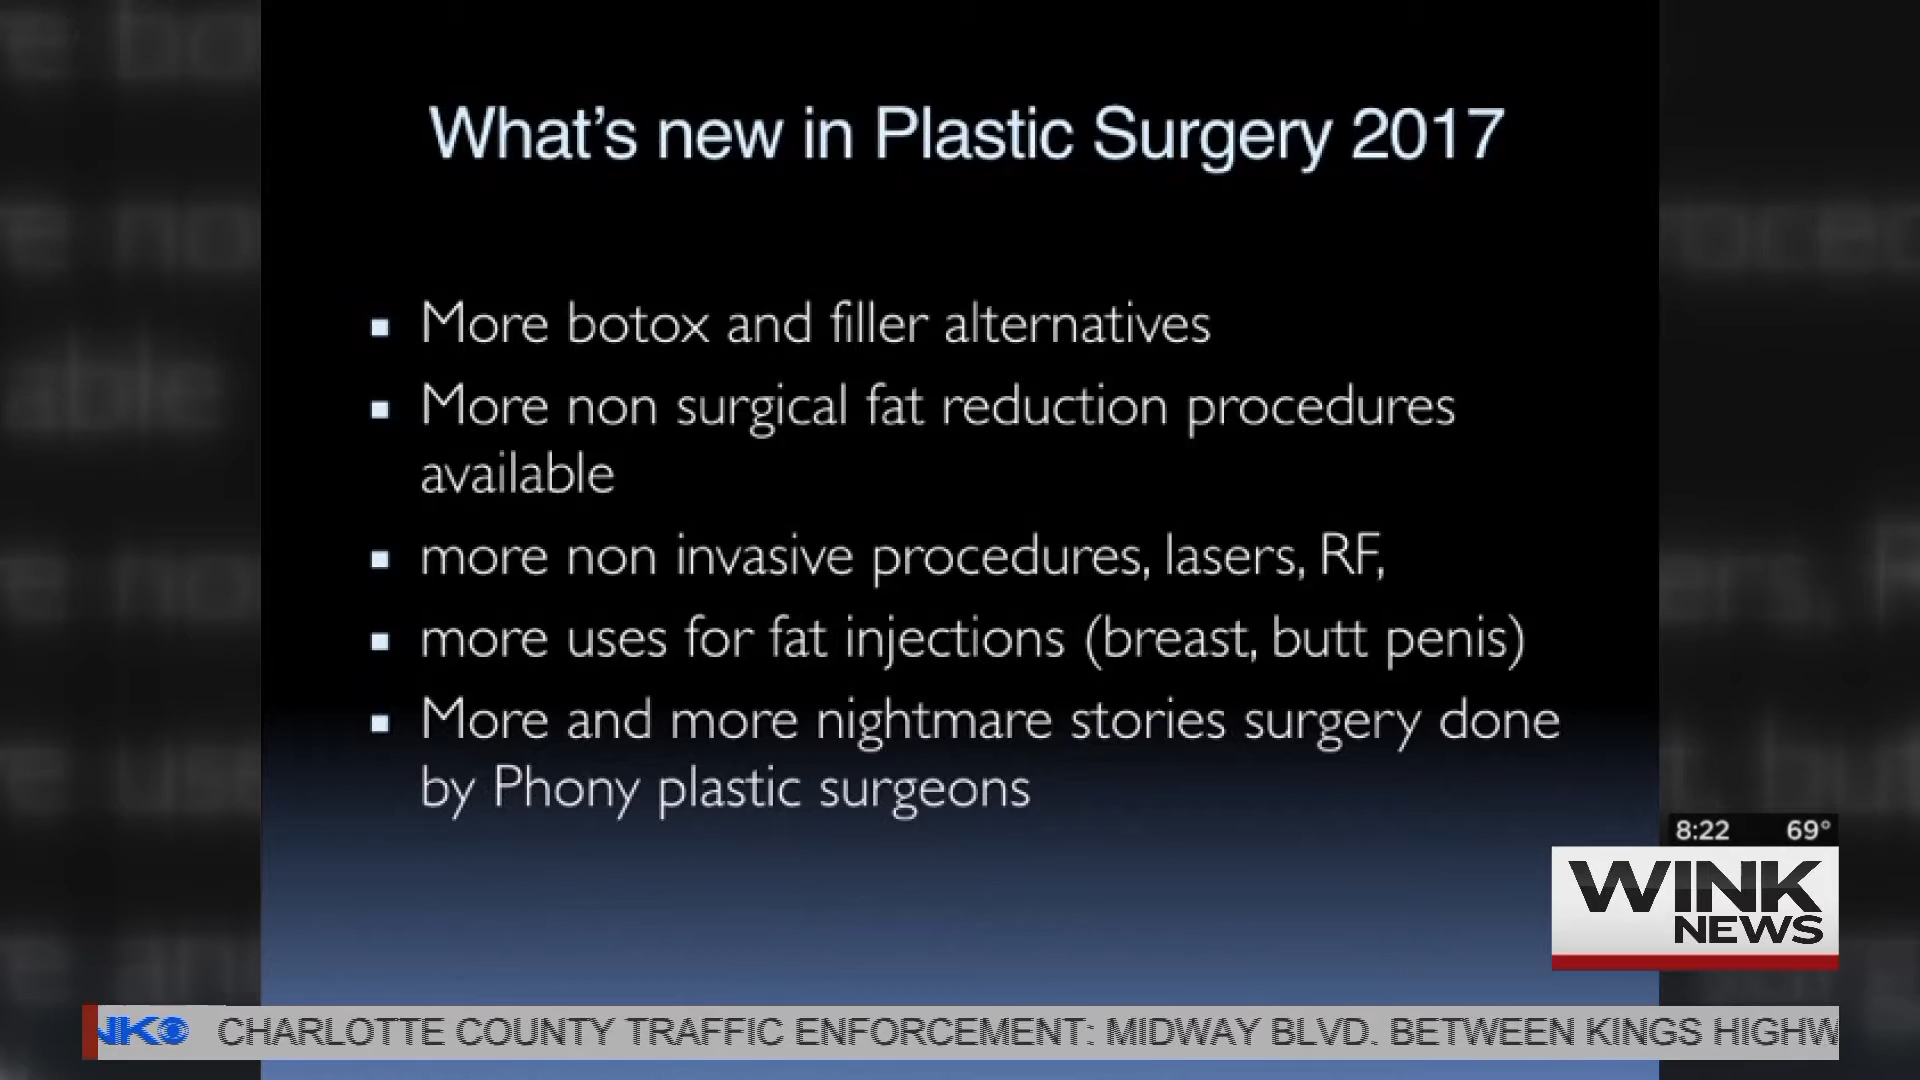 What's new in Plastic Surgery 2017
More botox and filler alternatives
More non surgical fat reduction procedures
available
more non invasive procedures, lasers, RF,
more uses for fat injections (breast, butt penis)
More and more nightmare stories surgery done
by Phony plastic surgeons
8:22 69°
WINK
NEWS
CHARLOTTE COUNTY TRAFFIC ENFORCEMENT: MIDWAY BLVD. BETWEEN KINGS HIGHW